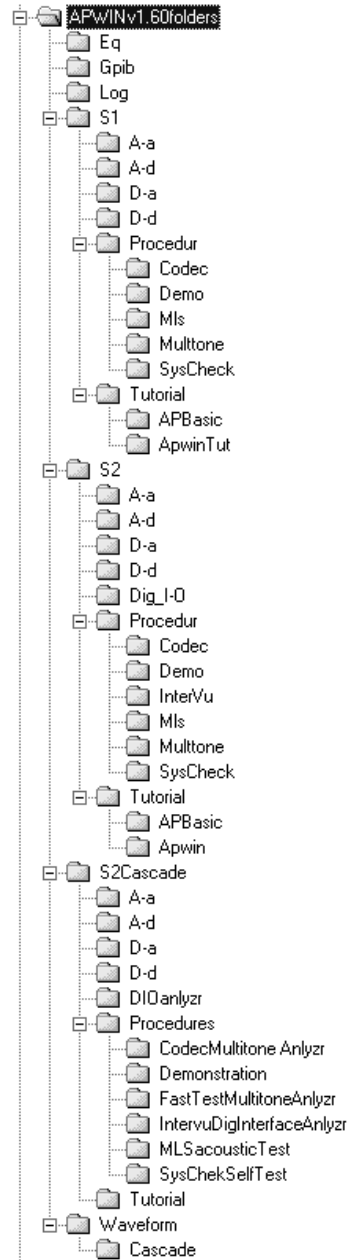 APWINv1.60folders
Eq
Gpib
Log
S1
A-a
A-d
D-a
D-d
Procedur
Codec
Demo
Mls
Multtone
SysCheck
Tutorial
APBasic
ApwinTut
S2
A-a
A-d
D-a
D-d
Dig_I-O
Procedur
Codec
Demo
InterVu
Mls
Multtone
SysCheck
Tutorial
APBasic
Apwin
S2Cascade
A-a
A-d
D-a
D-d
DIOanlyzr
Procedures
CodecMultitone Anlyzr
Demonstration
FastTestMultitoneAnlyzr
IntervuDigInterfaceAnlyzr
MLSacousticTest
SysChekSelfTest
Tutorial
Waveform
Cascade